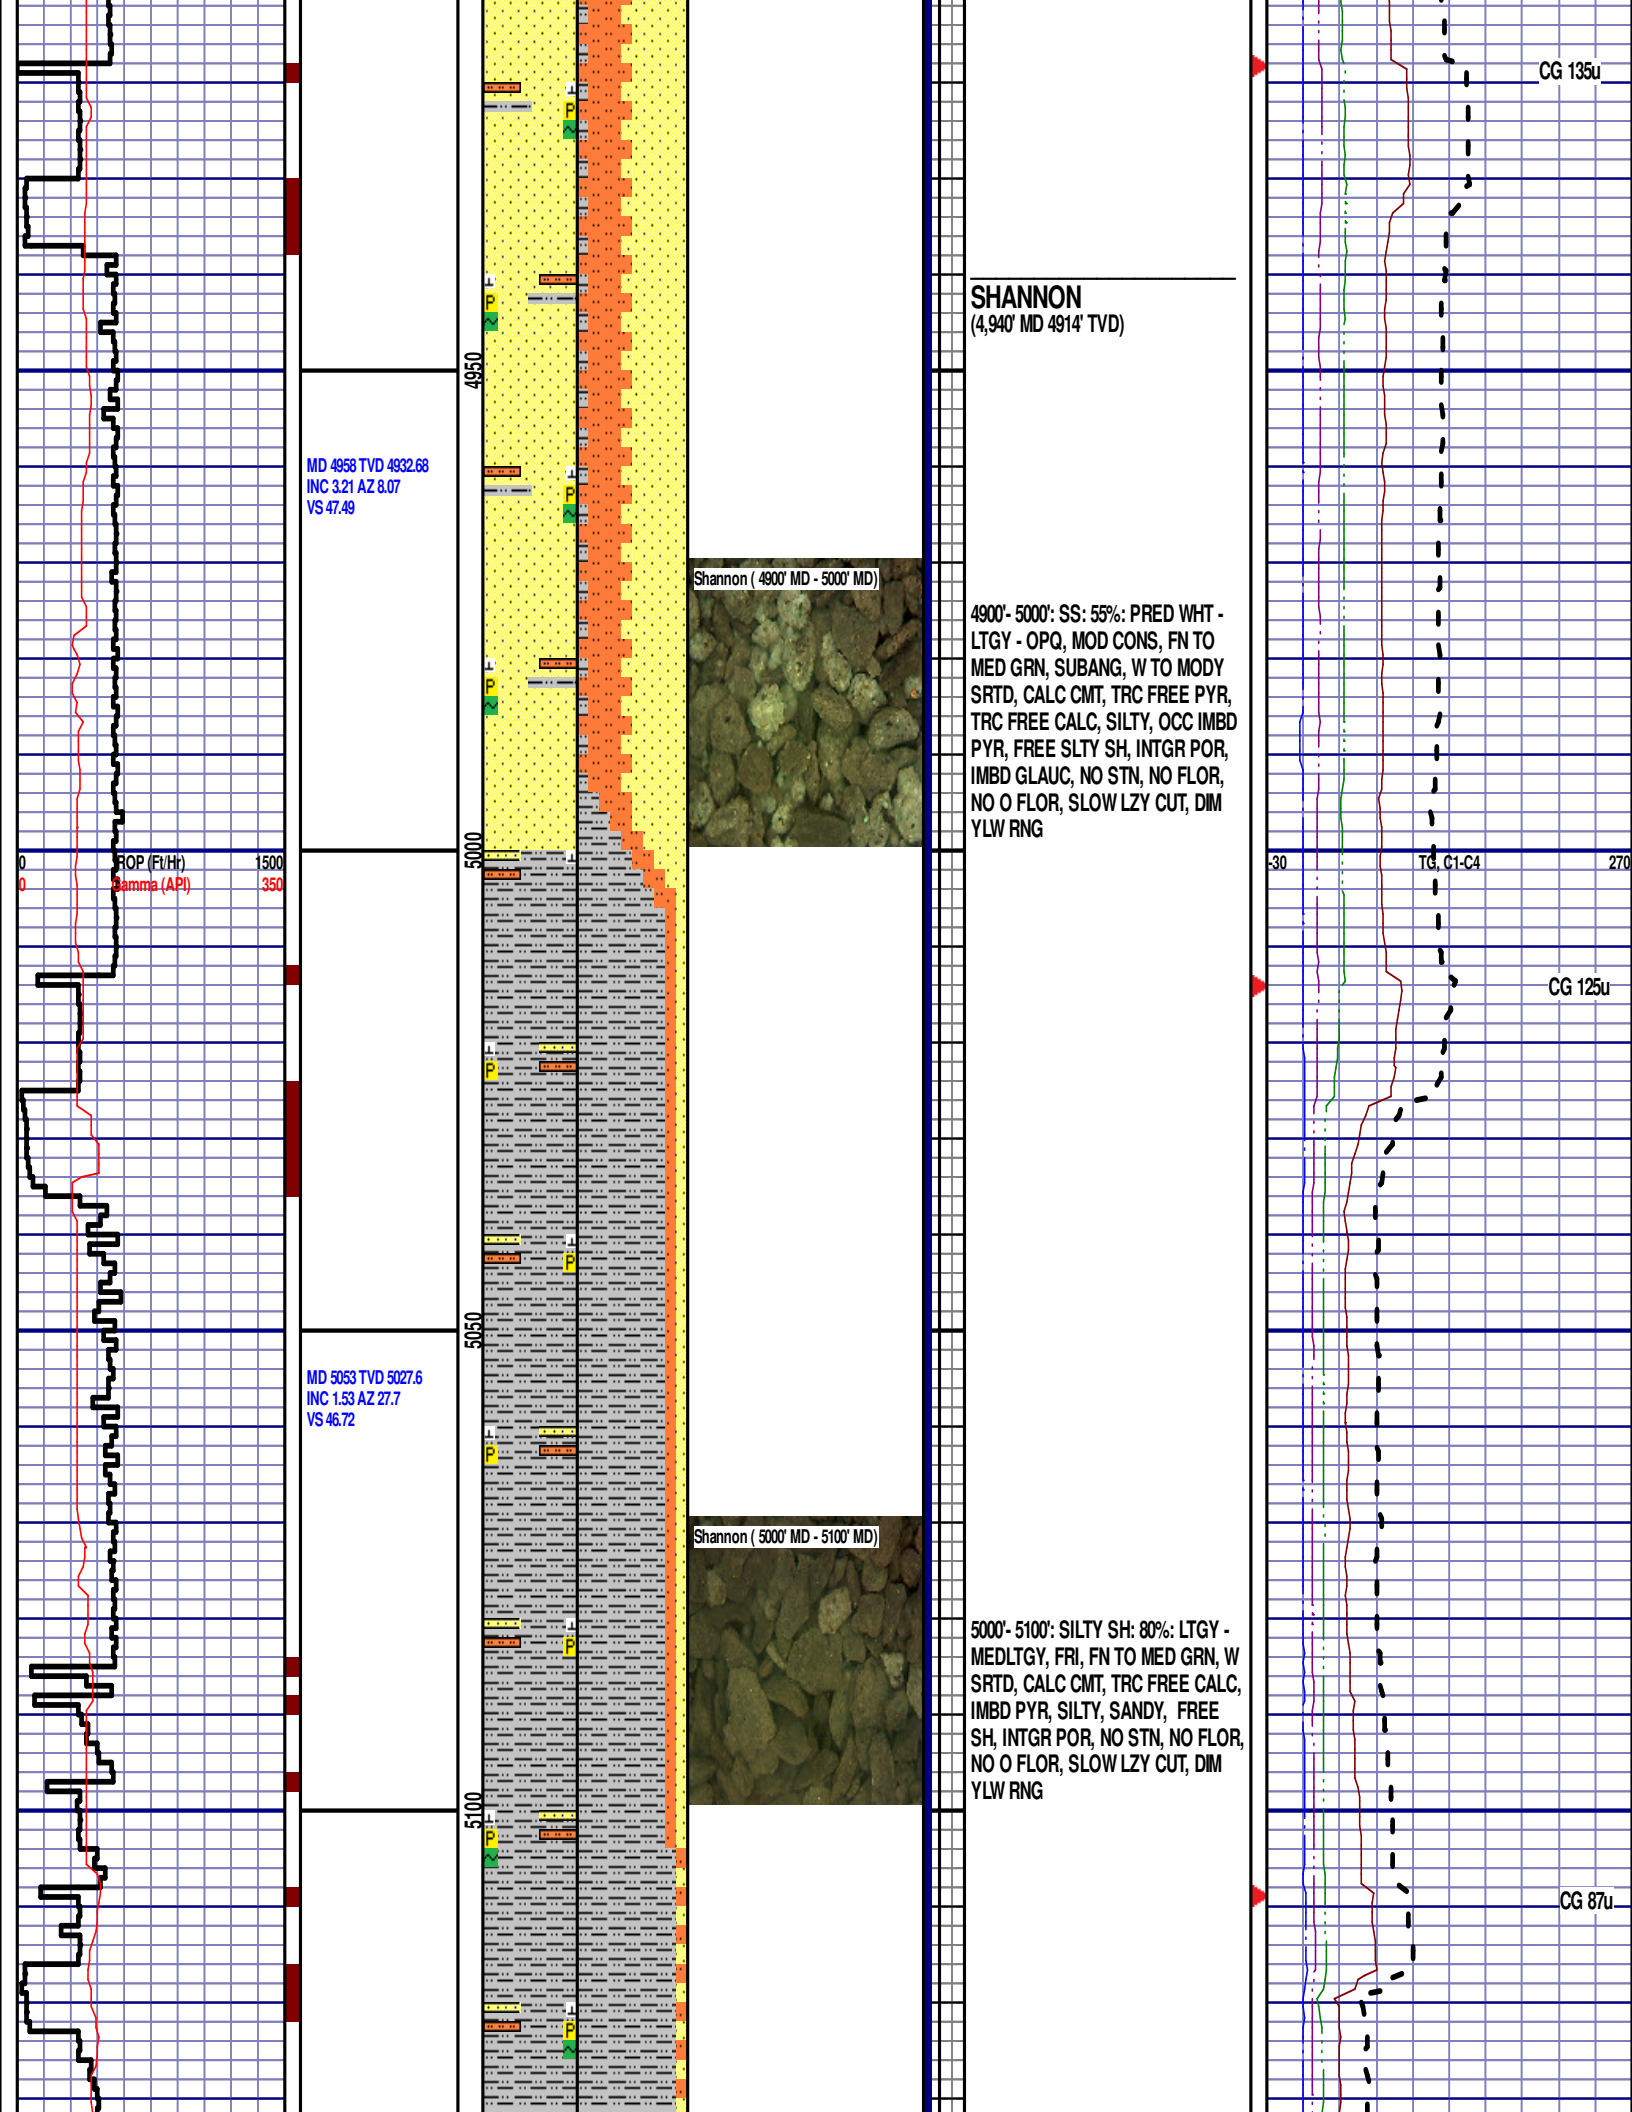 CG 135u
SHANNON
(4,940' MD 4914' TVD)
4950
MD 4958 TVD 4932.68
INC 3.21 AZ 8.07
VS 47.49
P
P
P
P
Shannon ( 4900' MD - 5000' MD)
4900'- 5000': SS: 55%: PRED WHT -
LTGY - OPQ, MOD CONS, FN TO
MED GRN, SUBANG, W TO MODY
SRTD, CALC CMT, TRC FREE PYR,
TRC FREE CALC, SILTY, OCC IMBD
PYR, FREE SLTY SH, INTGR POR,
IMBD GLAUC, NO STN, NO FLOR,
NO O FLOR, SLOW LZY CUT, DIM
YLW RNG
5000
0 ROP (Ft/Hr) 1500
0 Gamma (API) 350
-30 TG, C1-C4 270
CG 125u
P
P
5050
MD 5053 TVD 5027.6
INC 1.53 AZ 27.7
VS 46.72
P
P
Shannon ( 5000' MD - 5100' MD)
5000'- 5100': SILTY SH: 80%: LTGY -
MEDLTGY, FRI, FN TO MED GRN, W
SRTD, CALC CMT, TRC FREE CALC,
IMBD PYR, SILTY, SANDY, FREE
SH, INTGR POR, NO STN, NO FLOR,
NO O FLOR, SLOW LZY CUT, DIM
YLW RNG
5100
P
CG 87u
P